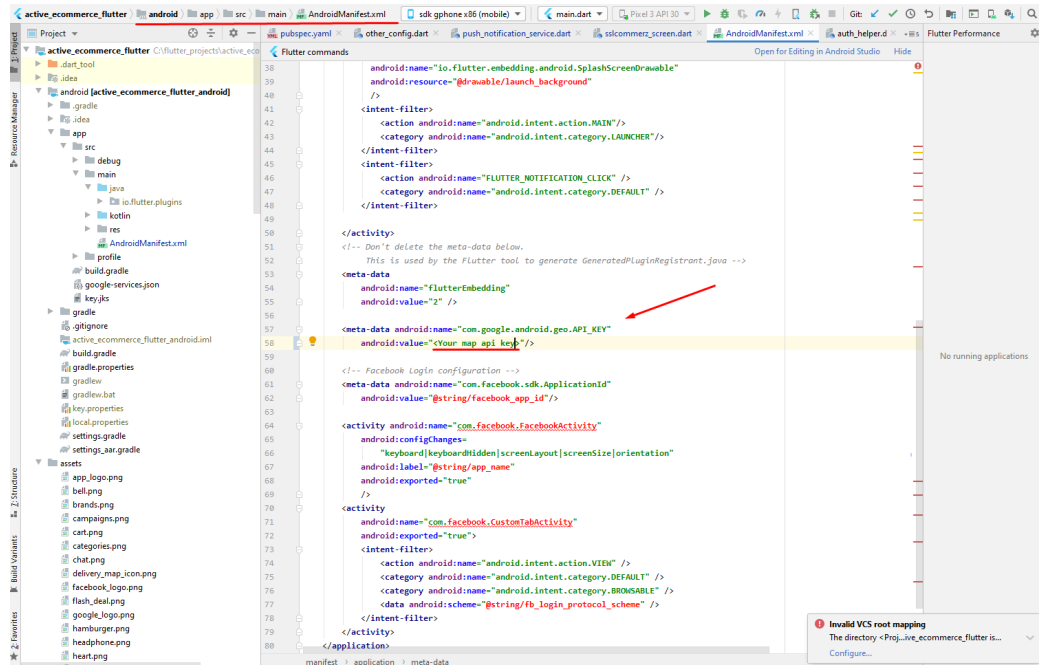 active_ecommerce_flutter android app src main AndroidManifest.xml sdk gphone x86 (mobile) main.dart Pixel 3 API 30 Git:
Project pubspec.yaml other_config.dart push_notification_service.dart sslcommerz_screen.dart AndroidManifest.xml auth_helper.d Flutter Performance
active_ecommerce_flutter C:\flutter_projects\active_eco
Flutter commands Open for Editing in Android Studio Hide
.dart_tool
.idea
android [active_ecommerce_flutter_android]
.gradle
.idea
app
src
debug
main
java
io.flutter.plugins
kotlin
res
AndroidManifest.xml
profile
build.gradle
google-services.json
key.jks
gradle
.gitignore
active_ecommerce_flutter_android.iml
build.gradle
gradle.properties
gradlew
gradlew.bat
key.properties
local.properties
settings.gradle
settings_aar.gradle
assets
app_logo.png
bell.png
brands.png
campaigns.png
cart.png
categories.png
chat.png
delivery_map_icon.png
facebook_logo.png
flash_deal.png
google_logo.png
hamburger.png
headphone.png
heart.png
1: Project
Resource Manager
Z: Structure
Build Variants
2: Favorites
38 android:name="io.flutter.embedding.android.SplashScreenDrawable"
39 android:resource="@drawable/launch_background"
40 />
41 <intent-filter>
42 <action android:name="android.intent.action.MAIN"/>
43 <category android:name="android.intent.category.LAUNCHER"/>
44 </intent-filter>
45 <intent-filter>
46 <action android:name="FLUTTER_NOTIFICATION_CLICK" />
47 <category android:name="android.intent.category.DEFAULT" />
48 </intent-filter>
49
50 </activity>
51 <!-- Don't delete the meta-data below.
52 This is used by the Flutter tool to generate GeneratedPluginRegistrant.java -->
53 <meta-data
54 android:name="flutterEmbedding"
55 android:value="2" />
56
57 <meta-data android:name="com.google.android.geo.API_KEY"
58 android:value="<Your map api key>"/>
59
60 <!-- Facebook Login configuration -->
61 <meta-data android:name="com.facebook.sdk.ApplicationId"
62 android:value="@string/facebook_app_id"/>
63
64 <activity android:name="com.facebook.FacebookActivity"
65 android:configChanges=
66 "keyboard|keyboardHidden|screenLayout|screenSize|orientation"
67 android:label="@string/app_name"
68 android:exported="true"
69 />
70 <activity
71 android:name="com.facebook.CustomTabActivity"
72 android:exported="true">
73 <intent-filter>
74 <action android:name="android.intent.action.VIEW" />
75 <category android:name="android.intent.category.DEFAULT" />
76 <category android:name="android.intent.category.BROWSABLE" />
77 <data android:scheme="@string/fb_login_protocol_scheme" />
78 </intent-filter>
79 </activity>
80 </application>
manifest › application › meta-data
No running applications
Invalid VCS root mapping
The directory <Proj...ive_ecommerce_flutter is...
Configure...